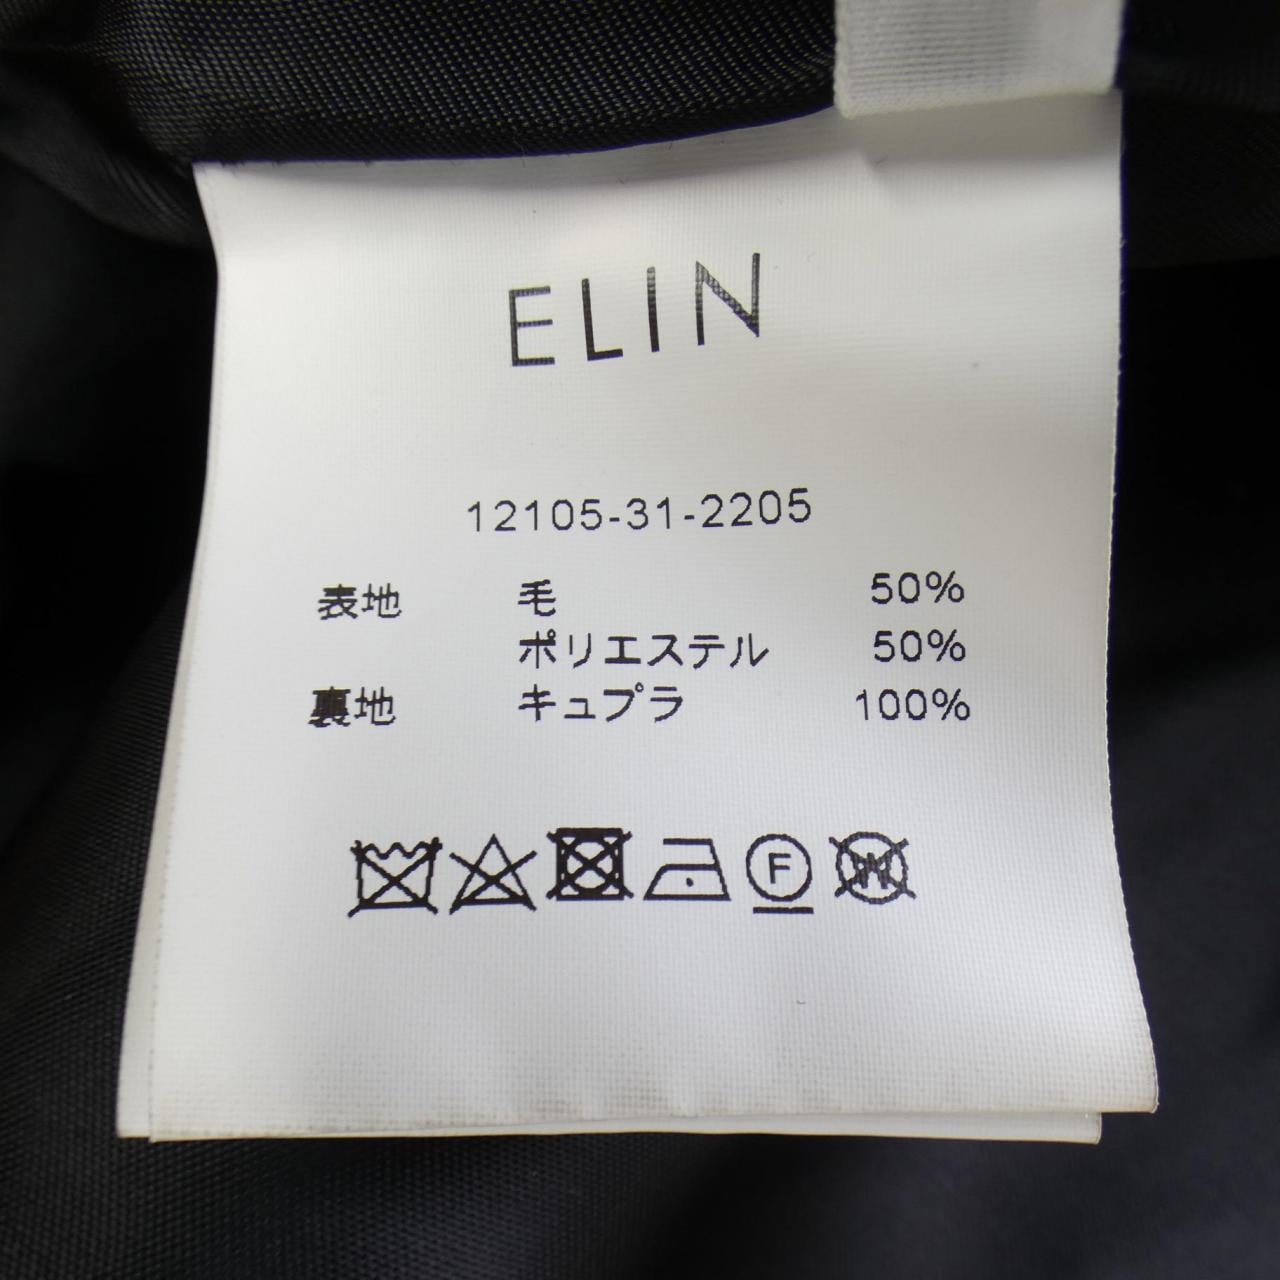 ELIN
12105-31-2205
表地 毛 50%
ポリエステル 50%
裏地 キュプラ 100%
F
W